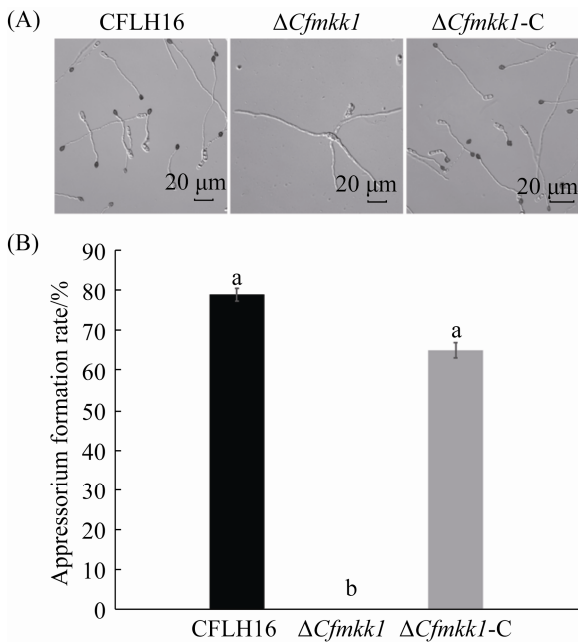 (A)
CFLH16 ΔCfmkk1 ΔCfmkk1-C
20 μm 20 μm 20 μm
(B)
Appressorium formation rate/%
90
80
70
60
50
40
30
20
10
0
a
b
a
CFLH16 ΔCfmkk1 ΔCfmkk1-C